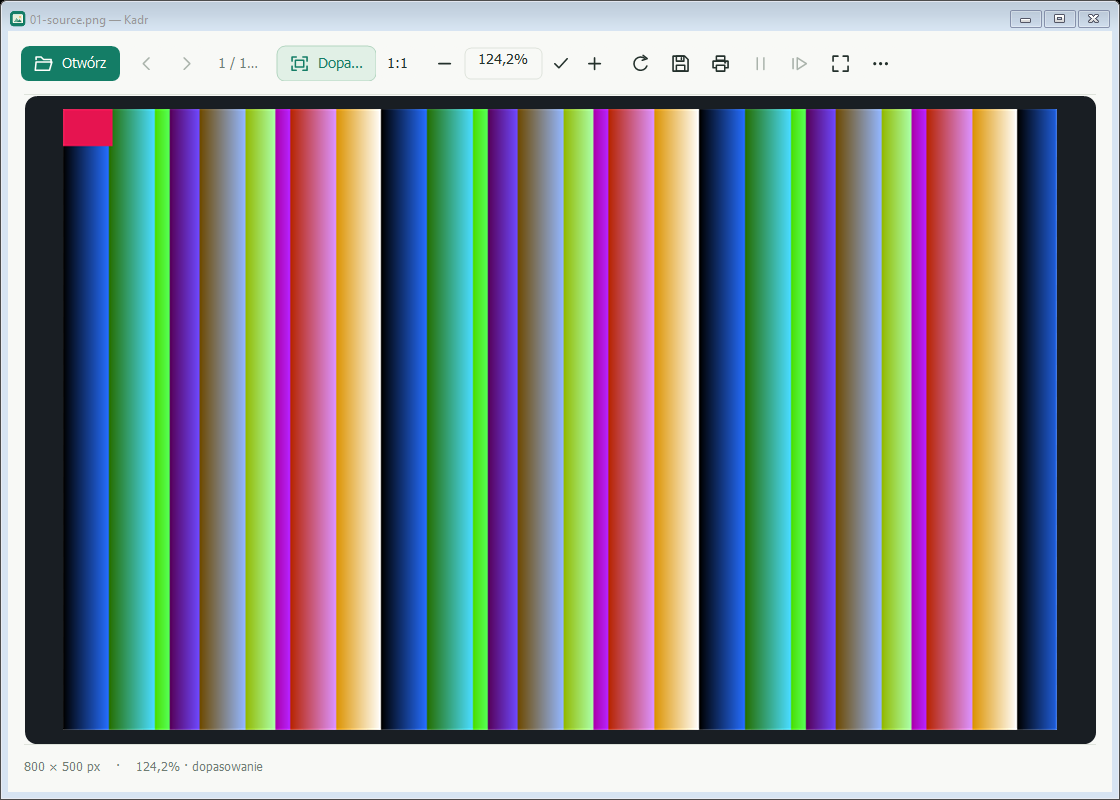 01-source.png — Kadr
Otwórz 1 / 1... Dopa... 1:1 124,2%
800 × 500 px · 124,2% · dopasowanie